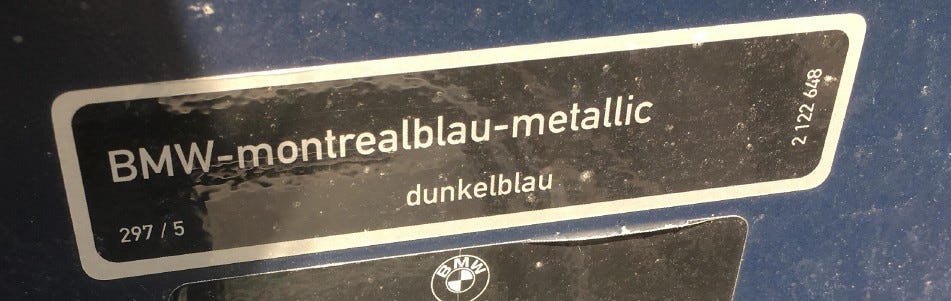 BMW-montrealblau-metallic
dunkelblau
297 / 5
2 122 648
BMW